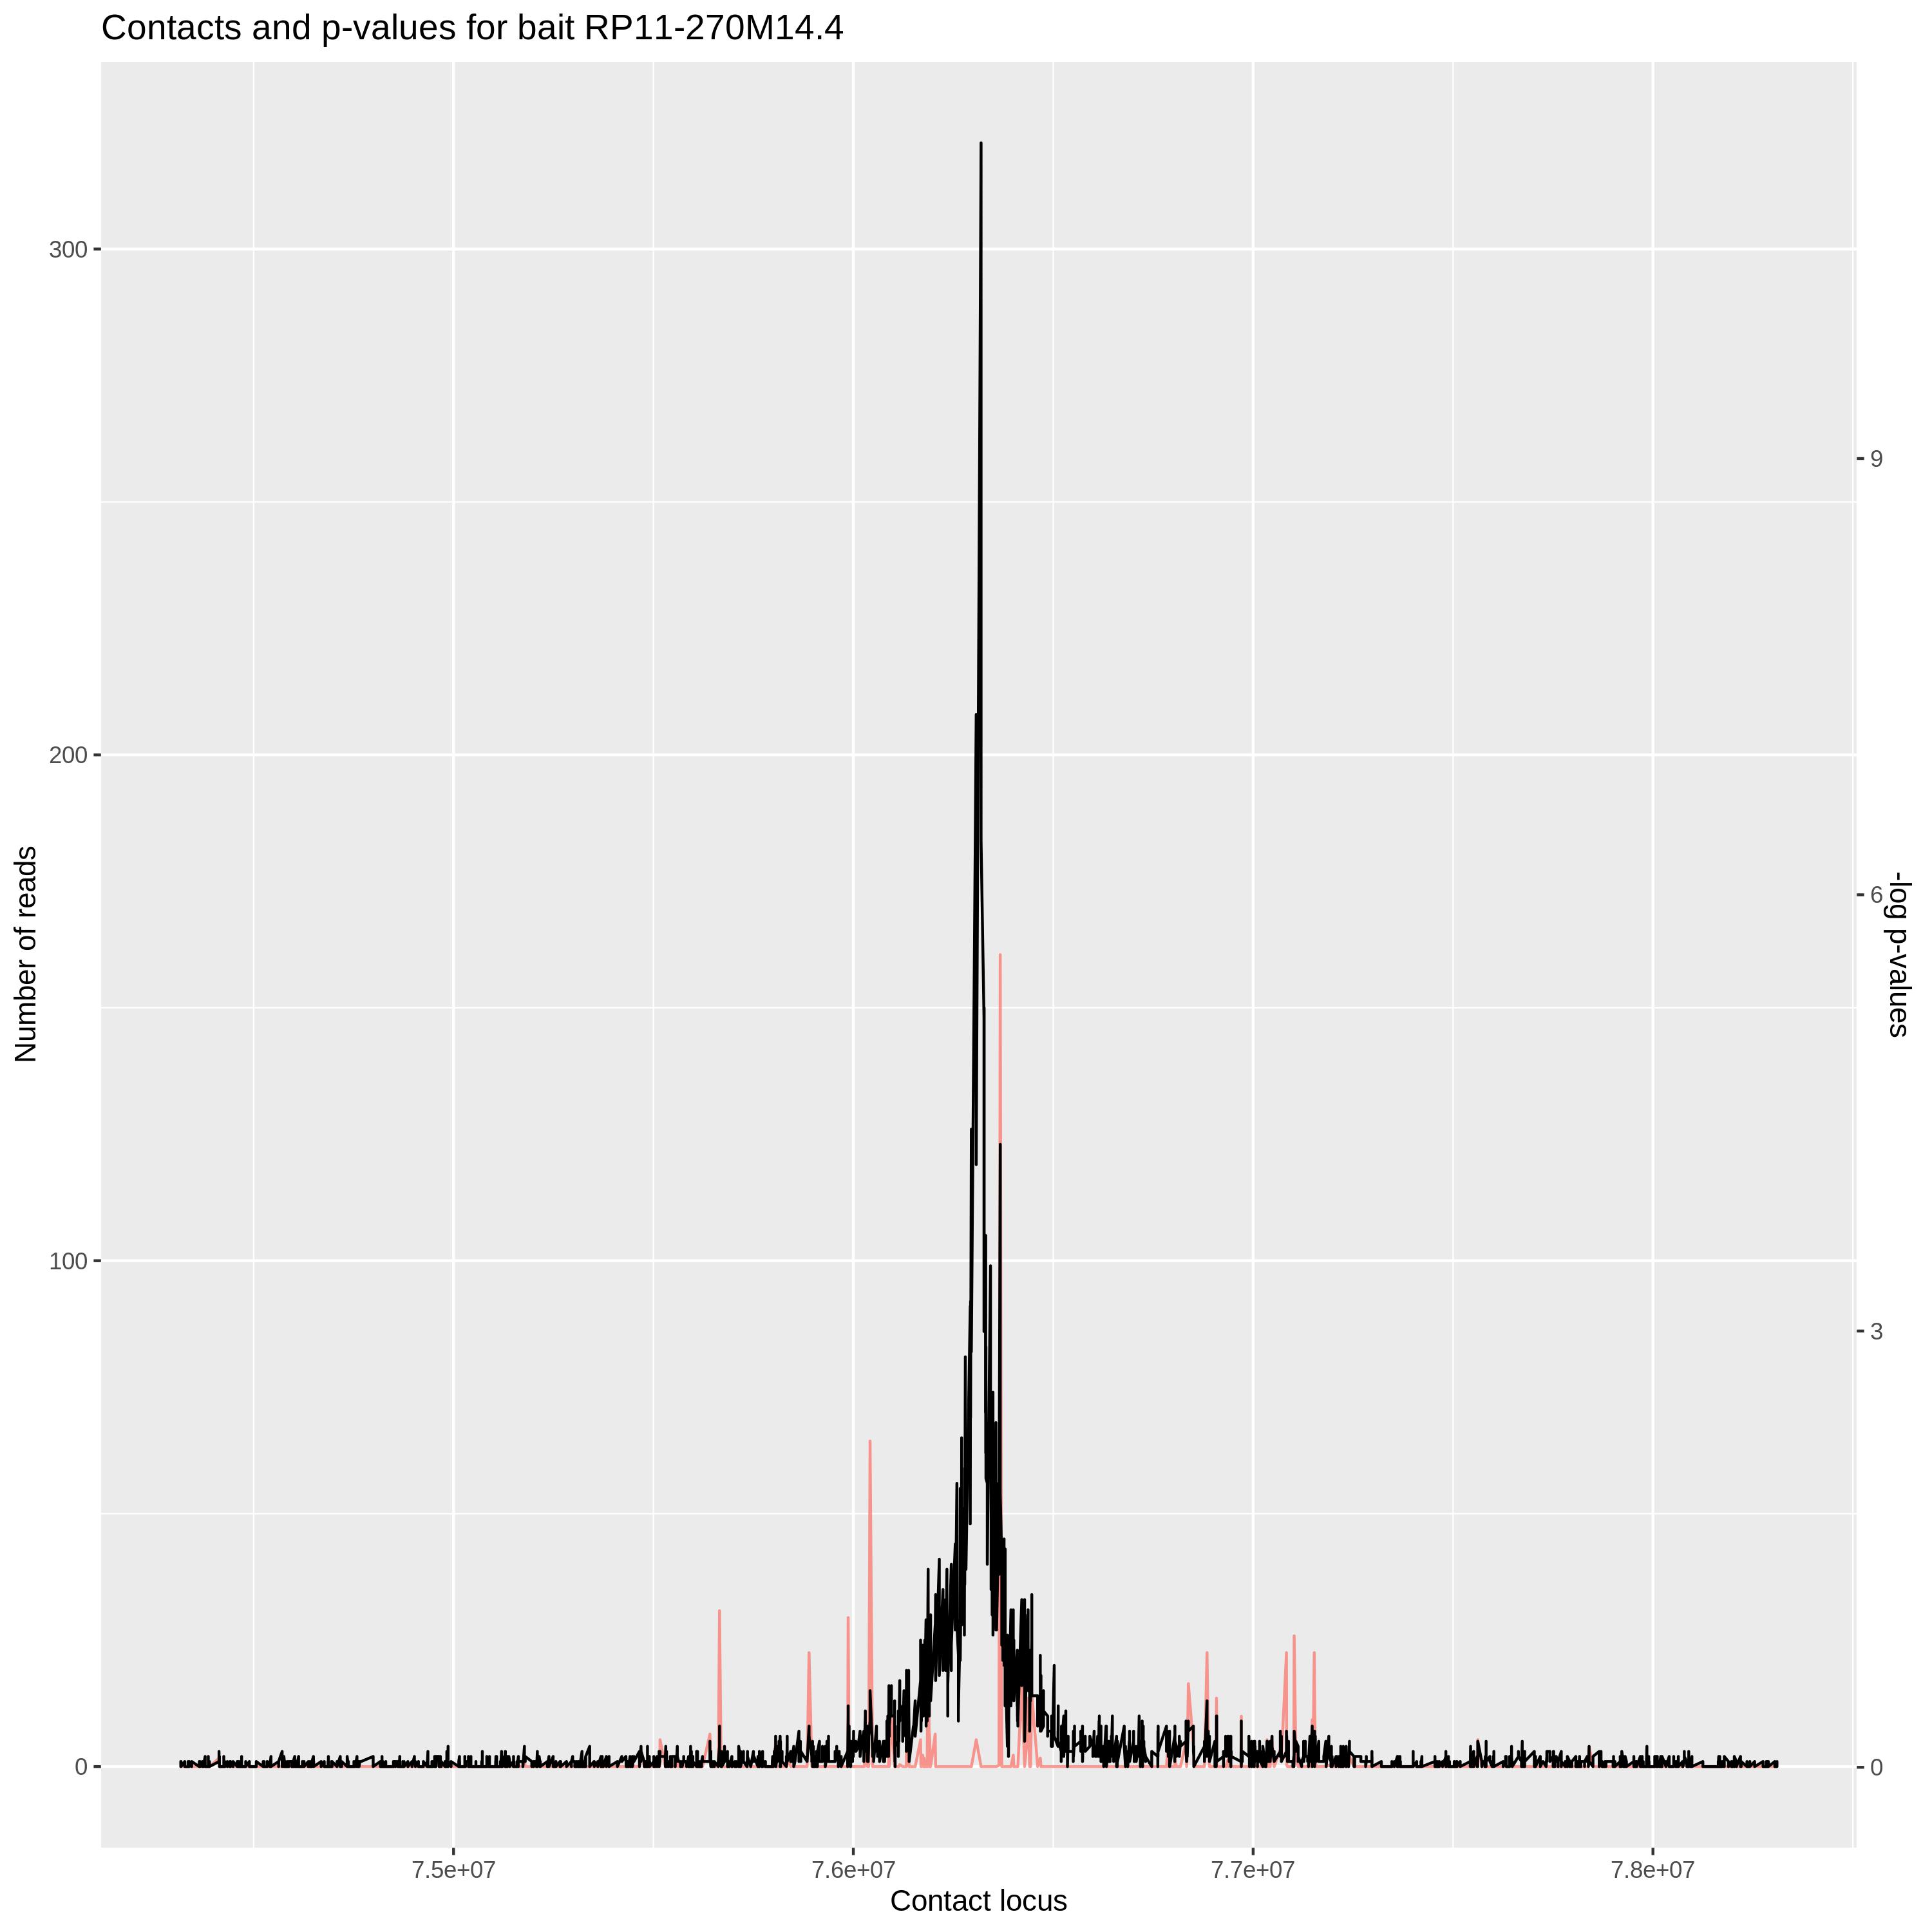 Contacts and p-values for bait RP11-270M14.4
Number of reads
300
200
100
0
9
6
3
0
-log p-values
7.5e+07 7.6e+07 7.7e+07 7.8e+07
Contact locus